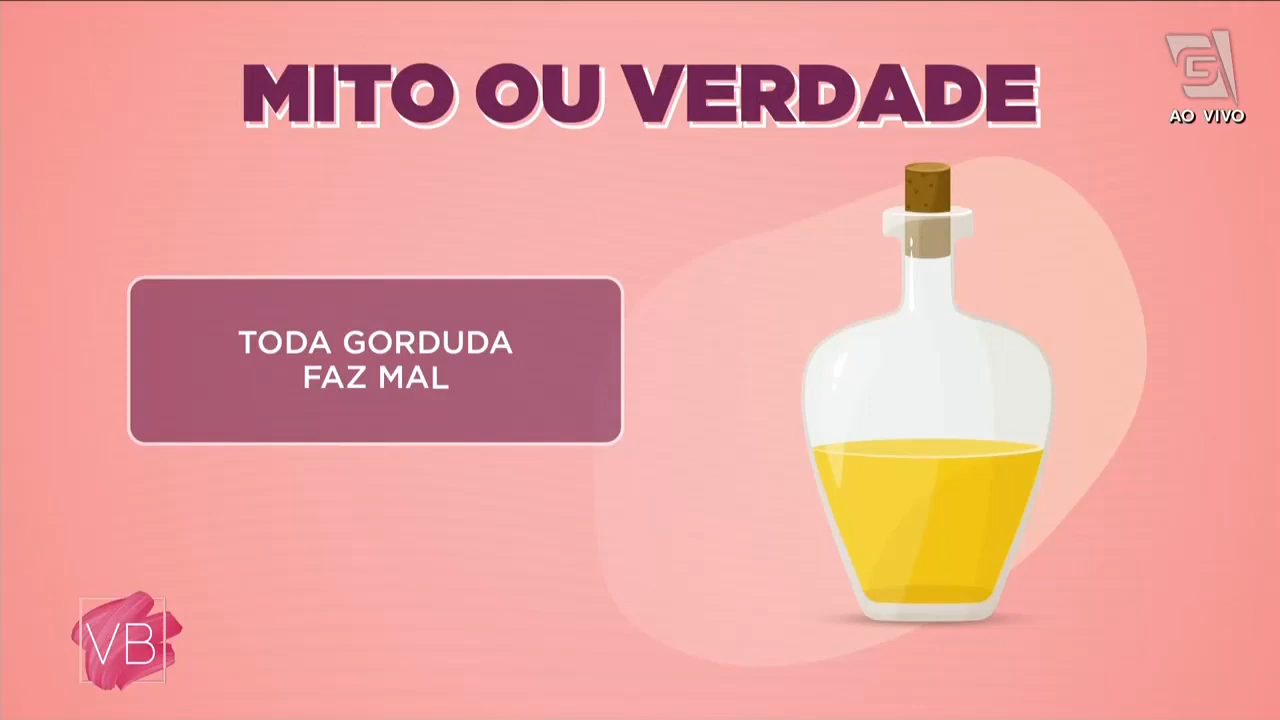 MITO OU VERDADE
G
AO VIVO
TODA GORDUDA
FAZ MAL
VB